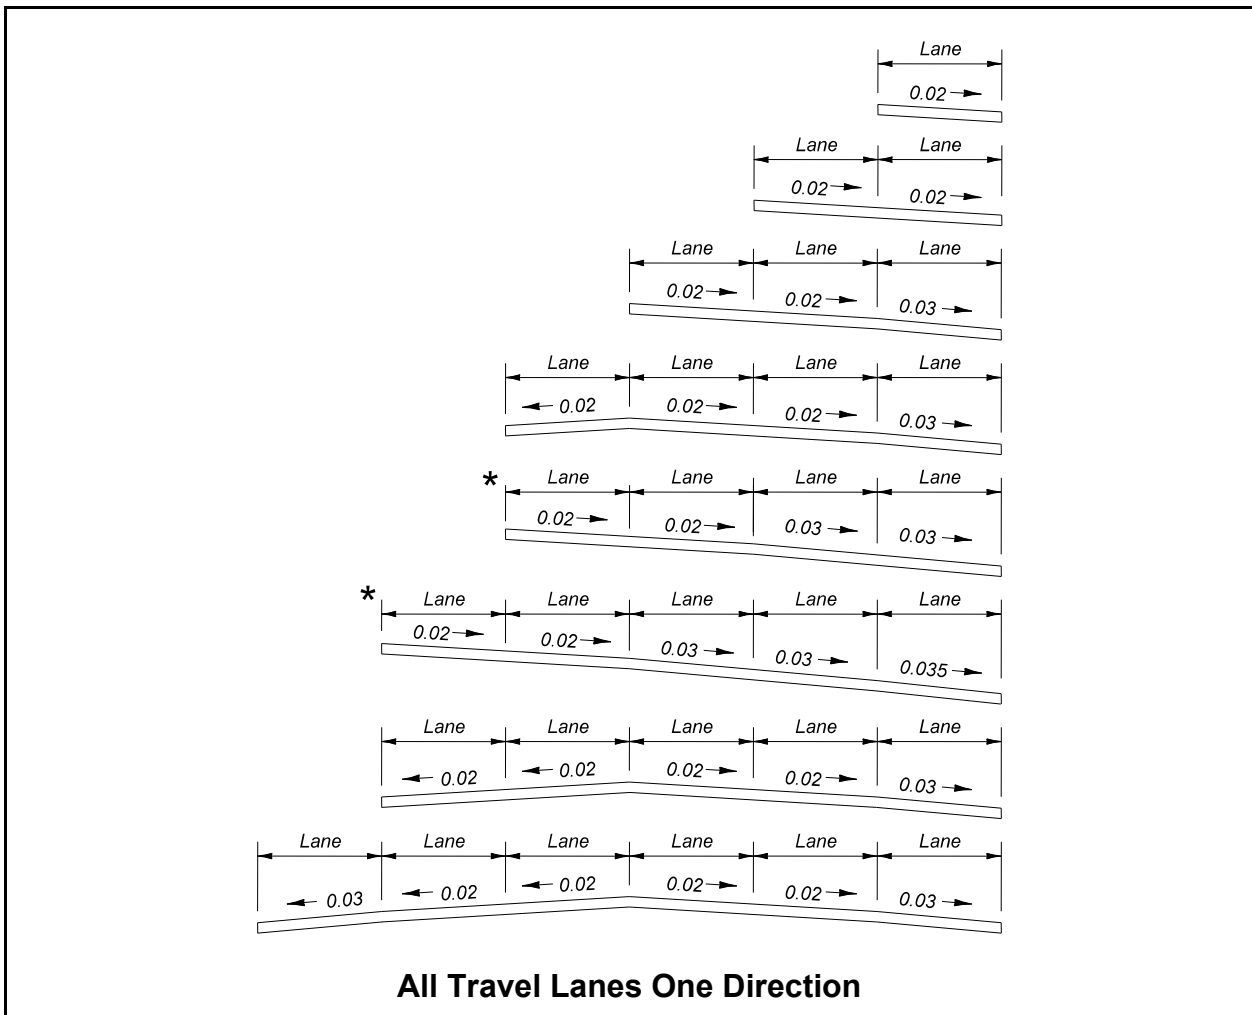 Lane
0.02
Lane Lane
0.02 0.02
Lane Lane Lane
0.02 0.02 0.03
Lane Lane Lane Lane
0.02 0.02 0.02 0.03
* Lane Lane Lane Lane
0.02 0.02 0.03 0.03
* Lane Lane Lane Lane Lane
0.02 0.02 0.03 0.03 0.035
Lane Lane Lane Lane Lane
0.02 0.02 0.02 0.02 0.03
Lane Lane Lane Lane Lane Lane
0.03 0.02 0.02 0.02 0.02 0.03
All Travel Lanes One Direction